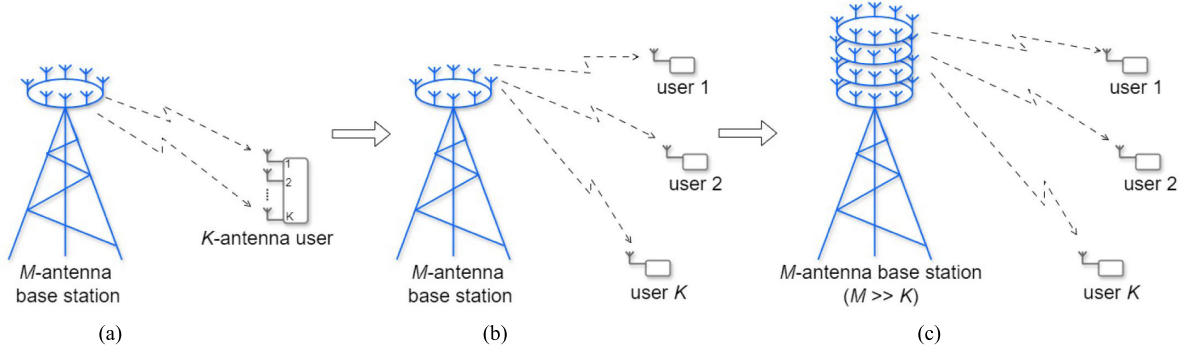 1
2
K
K-antenna user
M-antenna
base station
(a)
user 1
user 2
user K
M-antenna
base station
(b)
user 1
user 2
user K
M-antenna base station
(M >> K)
(c)